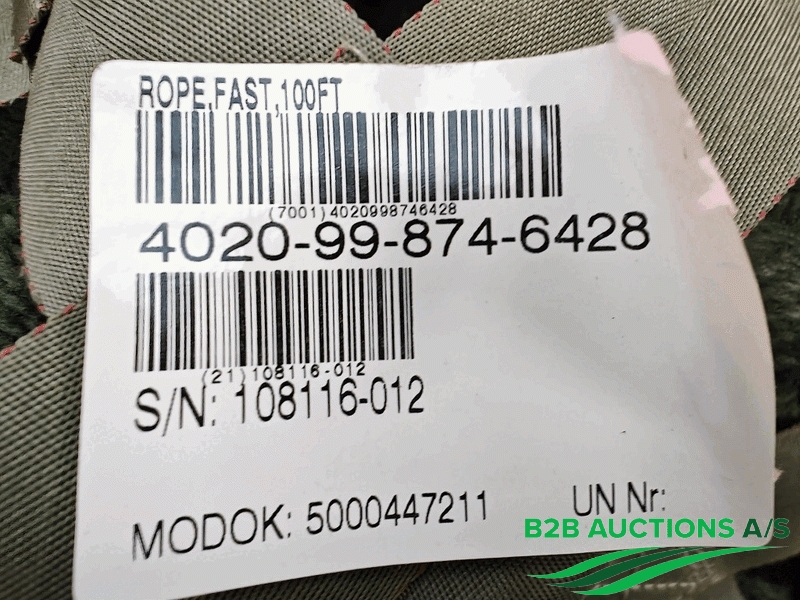 ROPE,FAST,100FT
(7001)4020998746428
4020-99-874-6428
(21)108116-012
S/N: 108116-012
MODOK: 5000447211
UN Nr:
B2B AUCTIONS A/S